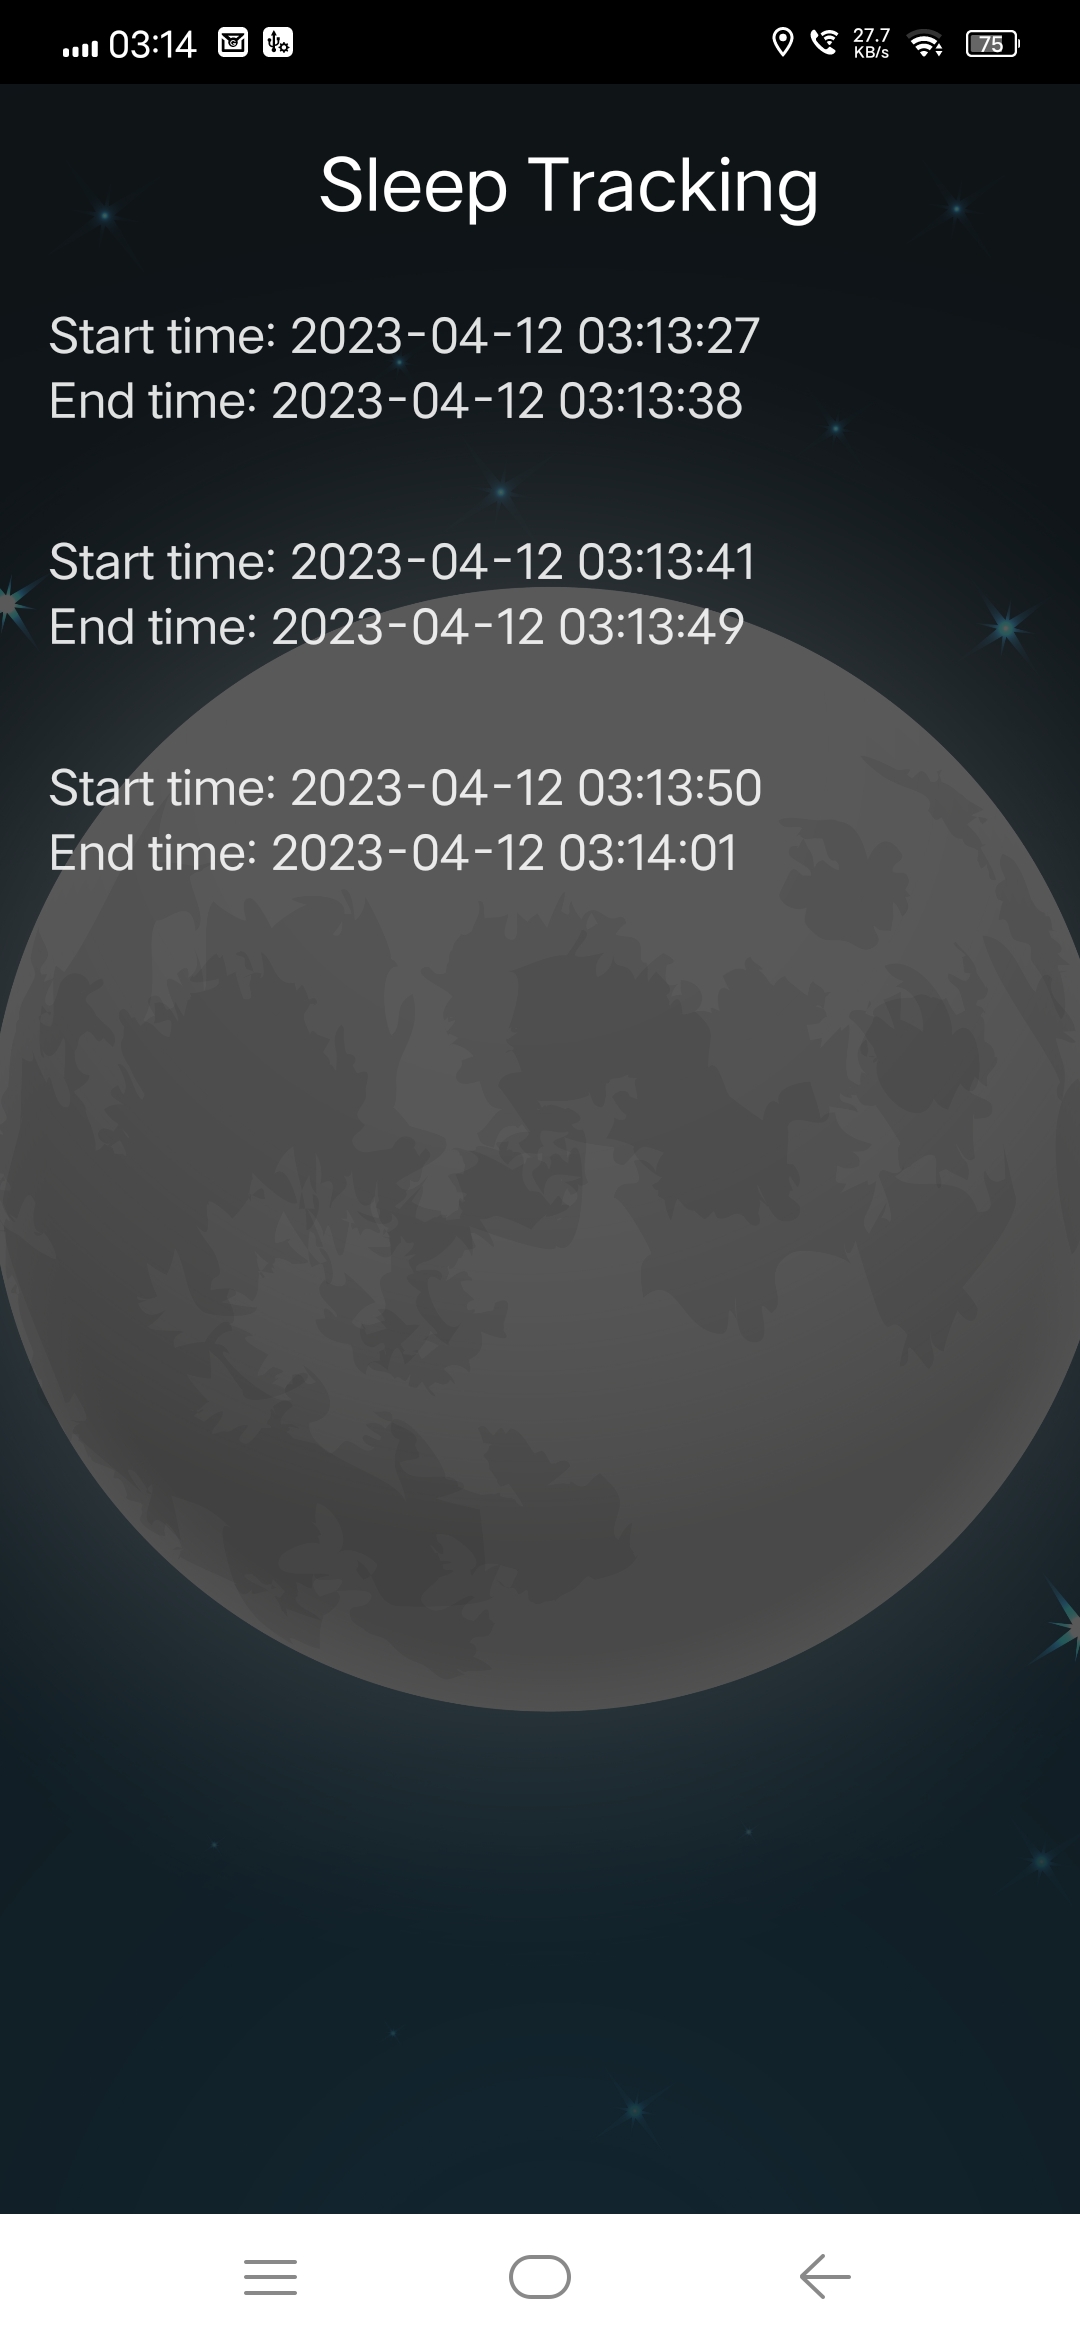 03:14
27.7
KB/s
75
Sleep Tracking
Start time: 2023-04-12 03:13:27
End time: 2023-04-12 03:13:38
Start time: 2023-04-12 03:13:41
End time: 2023-04-12 03:13:49
Start time: 2023-04-12 03:13:50
End time: 2023-04-12 03:14:01